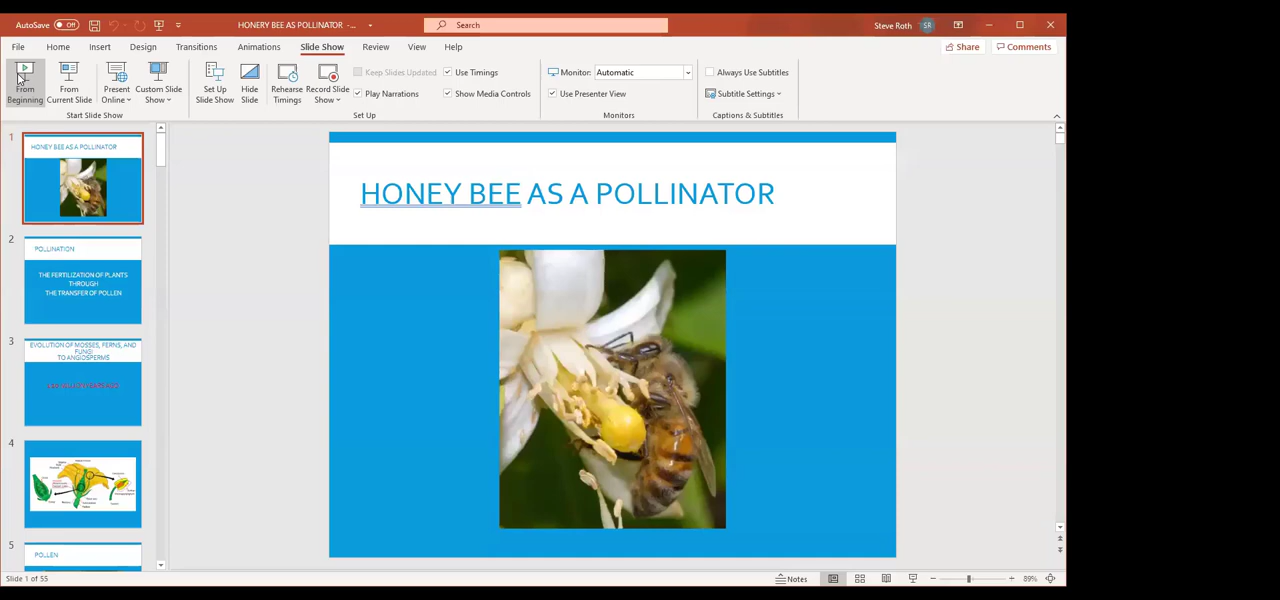 AutoSave Off HONERY BEE AS POLLINATOR -... Search Steve Roth SR
File Home Insert Design Transitions Animations Slide Show Review View Help Share Comments
From Beginning
From Current Slide
Present Online
Custom Slide Show
Set Up Slide Show
Hide Slide
Rehearse Timings
Record Slide Show
Keep Slides Updated
Play Narrations
Use Timings
Show Media Controls
Monitor: Automatic
Use Presenter View
Always Use Subtitles
Subtitle Settings
Start Slide Show Set Up Monitors Captions & Subtitles
1
HONEY BEE AS A POLLINATOR
2
POLLINATION
THE FERTILIZATION OF PLANTS
THROUGH
THE TRANSFER OF POLLEN
3
EVOLUTION OF MOSSES, FERNS, AND
FUNGI
TO ANGIOSPERMS
4
5
POLLEN
HONEY BEE AS A POLLINATOR
Slide 1 of 55 Notes 89%